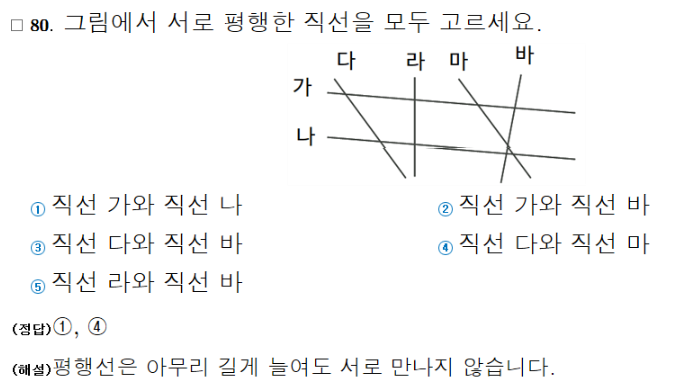 □ 80. 그림에서 서로 평행한 직선을 모두 고르세요.
다 라 마 바
가
나
① 직선 가와 직선 나 ② 직선 가와 직선 바
③ 직선 다와 직선 바 ④ 직선 다와 직선 마
⑤ 직선 라와 직선 바
(정답)①, ④
(해설)평행선은 아무리 길게 늘여도 서로 만나지 않습니다.